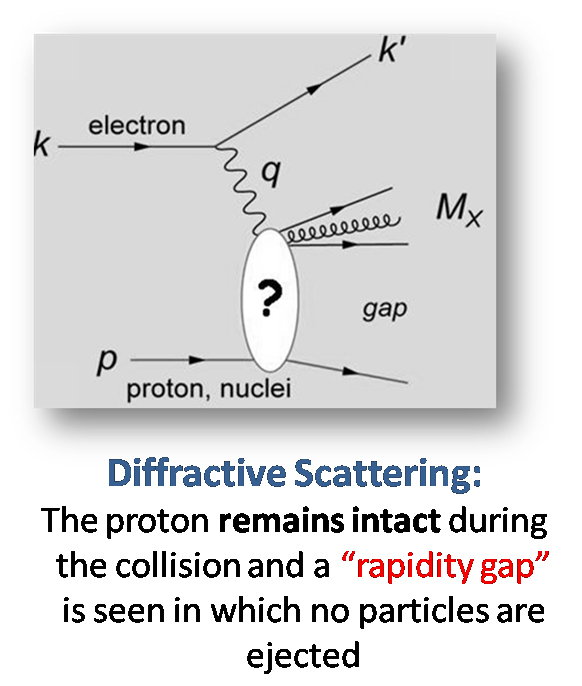 k'
electron
k
q
Mx
?
gap
p
proton, nuclei
Diffractive Scattering:
The proton remains intact during
the collision and a “rapidity gap”
is seen in which no particles are
ejected